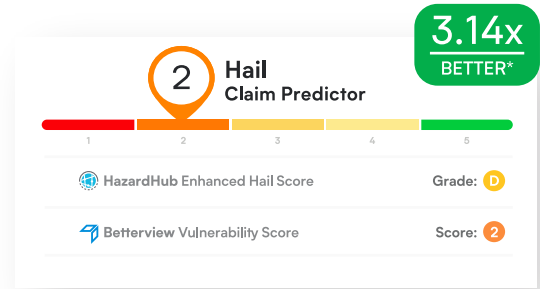 3.14x
BETTER*
2
Hail
Claim Predictor
1 2 3 4 5
HazardHub Enhanced Hail Score Grade: D
Betterview Vulnerability Score Score: 2